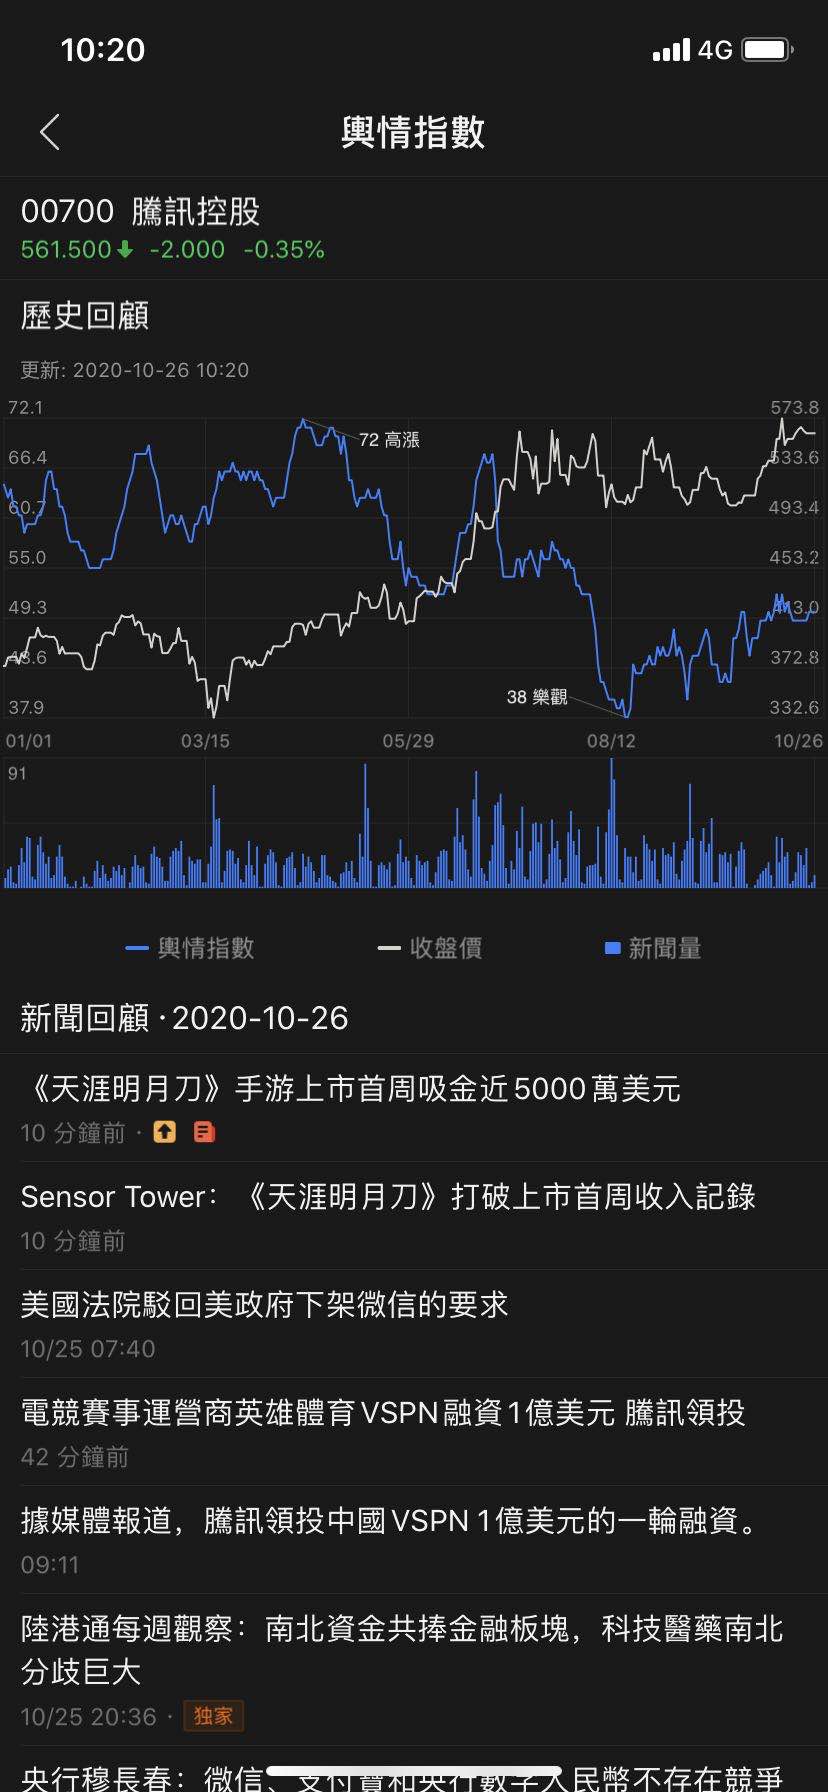 10:20
4G
輿情指數
00700 騰訊控股
561.500 -2.000 -0.35%
歷史回顧
更新: 2020-10-26 10:20
72.1
573.8
72 高漲
66.4
533.6
60.7
493.4
55.0
453.2
49.3
413.0
43.6
372.8
38 樂觀
37.9
332.6
01/01
03/15
05/29
08/12
10/26
91
輿情指數
收盤價
新聞量
新聞回顧 · 2020-10-26
《天涯明月刀》手游上市首周吸金近5000萬美元
10 分鐘前 ·
Sensor Tower：《天涯明月刀》打破上市首周收入記錄
10 分鐘前
美國法院駁回美政府下架微信的要求
10/25 07:40
電競賽事運營商英雄體育VSPN融資1億美元 騰訊領投
42 分鐘前
據媒體報道，騰訊領投中國VSPN 1億美元的一輪融資。
09:11
陸港通每週觀察：南北資金共捧金融板塊，科技醫藥南北
分歧巨大
10/25 20:36 · 独家
央行穆長春：微信、支付寶和央行數字人民幣不存在競爭